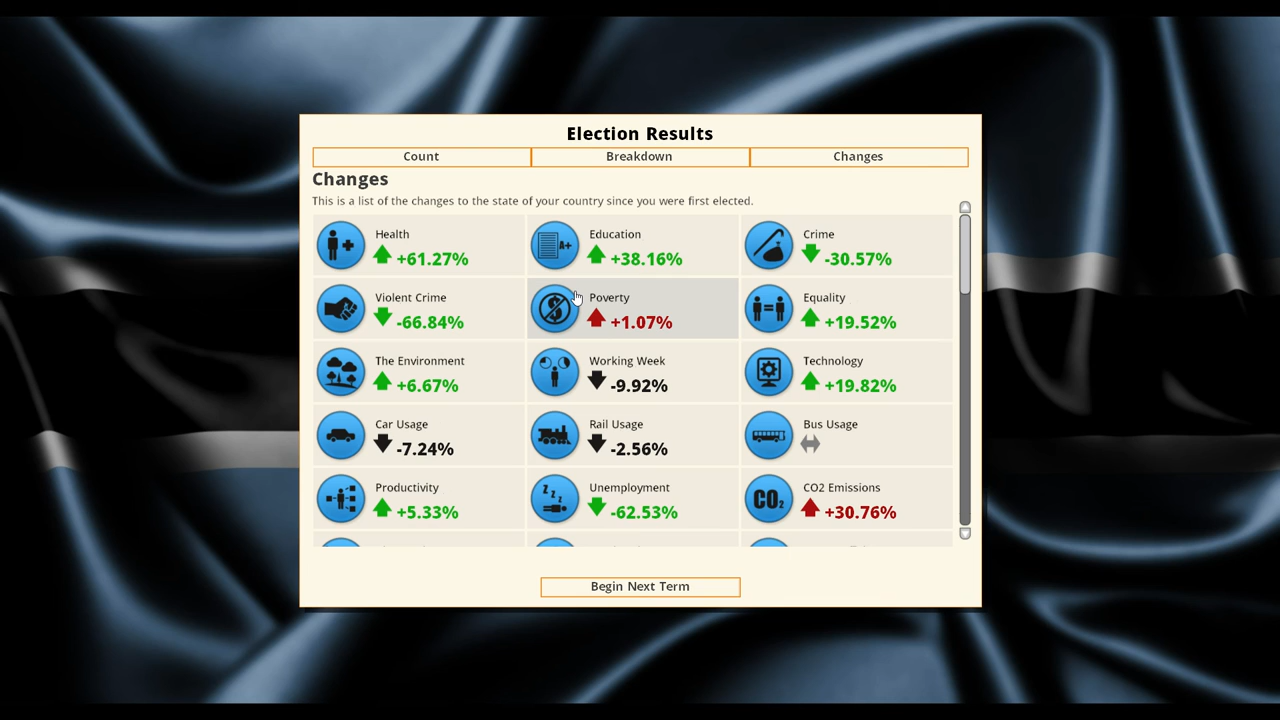 Election Results
Count Breakdown Changes
Changes
This is a list of the changes to the state of your country since you were first elected.
Health Education Crime
+61.27% A+ +38.16% -30.57%
Violent Crime Poverty Equality
-66.84% +1.07% +19.52%
The Environment Working Week Technology
+6.67% -9.92% +19.82%
Car Usage Rail Usage Bus Usage
-7.24% -2.56%
Productivity Unemployment CO2 Emissions
+5.33% -62.53% CO2 +30.76%
Begin Next Term